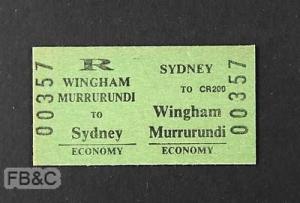 00357
R
WINGHAM
MURRURUNDI
TO
Sydney
ECONOMY
SYDNEY
TO CR200
Wingham
Murrurundi
ECONOMY
00357
FB&C